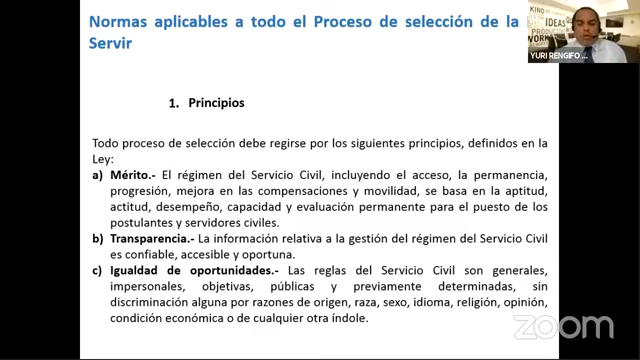 Normas aplicables a todo el Proceso de selección de la
Servir
1. Principios
Todo proceso de selección debe regirse por los siguientes principios, definidos en la
Ley:
a) Mérito.- El régimen del Servicio Civil, incluyendo el acceso, la permanencia,
progresión, mejora en las compensaciones y movilidad, se basa en la aptitud,
actitud, desempeño, capacidad y evaluación permanente para el puesto de los
postulantes y servidores civiles.
b) Transparencia.- La información relativa a la gestión del régimen del Servicio Civil
es confiable, accesible y oportuna.
c) Igualdad de oportunidades.- Las reglas del Servicio Civil son generales,
impersonales, objetivas, públicas y previamente determinadas, sin
discriminación alguna por razones de origen, raza, sexo, idioma, religión, opinión,
condición económica o de cualquier otra índole.
IDEAS
YURI RENGIFO ...
zoom